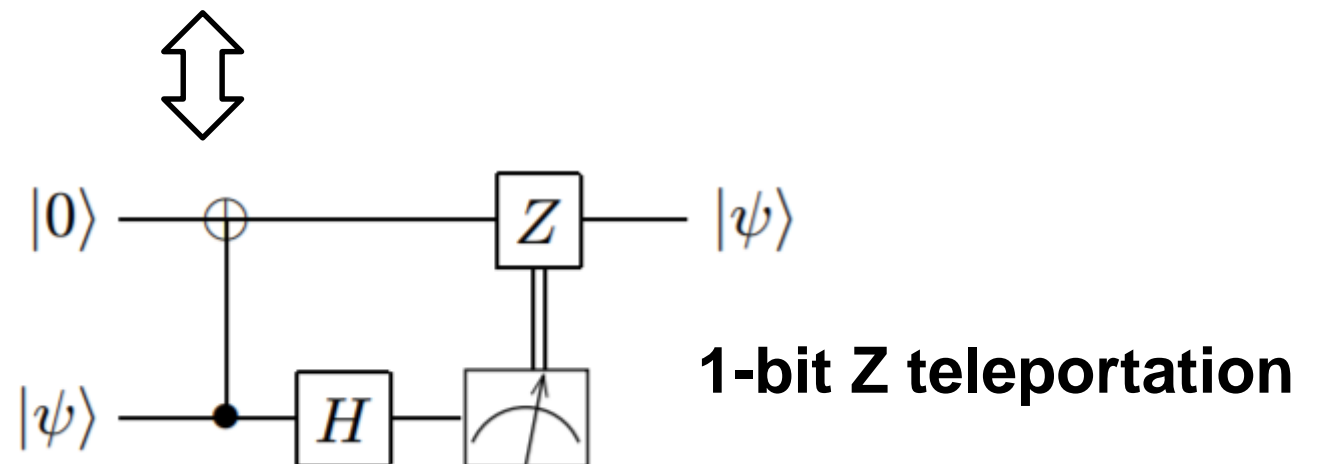 |0⟩ Z |ψ⟩
1-bit Z teleportation
|ψ⟩ H